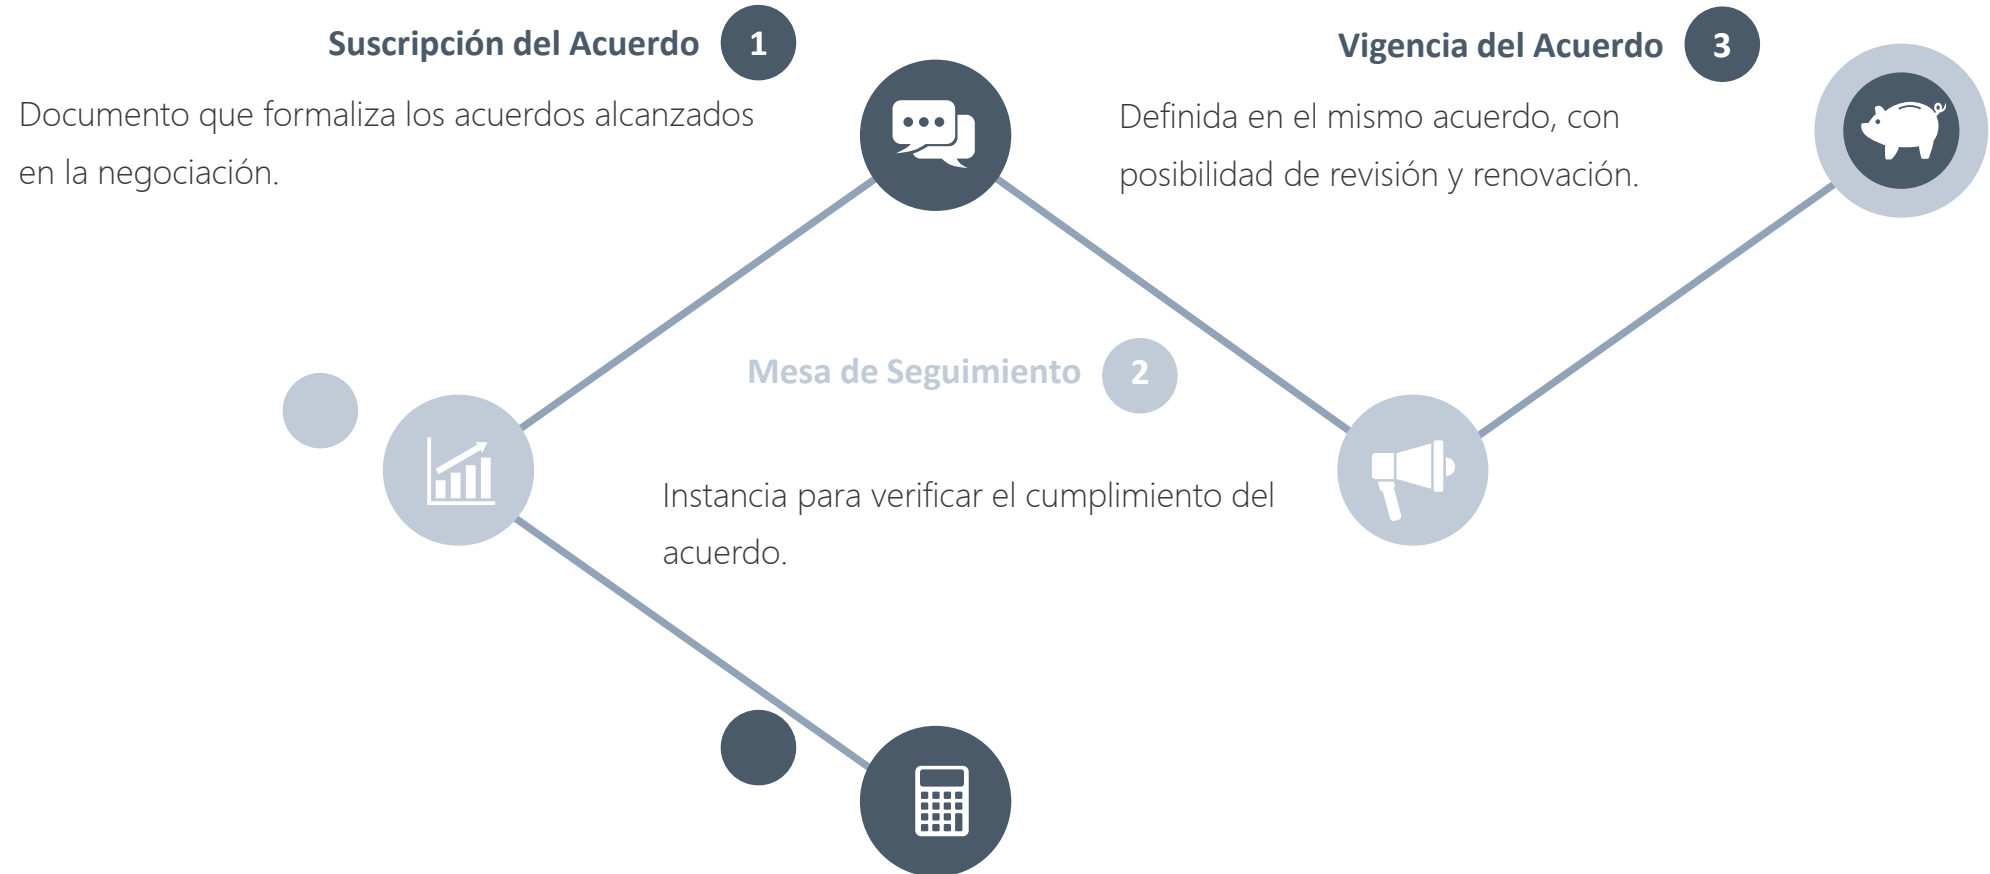 Suscripción del Acuerdo 1
Documento que formaliza los acuerdos alcanzados
en la negociación.
Mesa de Seguimiento 2
Instancia para verificar el cumplimiento del
acuerdo.
Vigencia del Acuerdo 3
Definida en el mismo acuerdo, con
posibilidad de revisión y renovación.